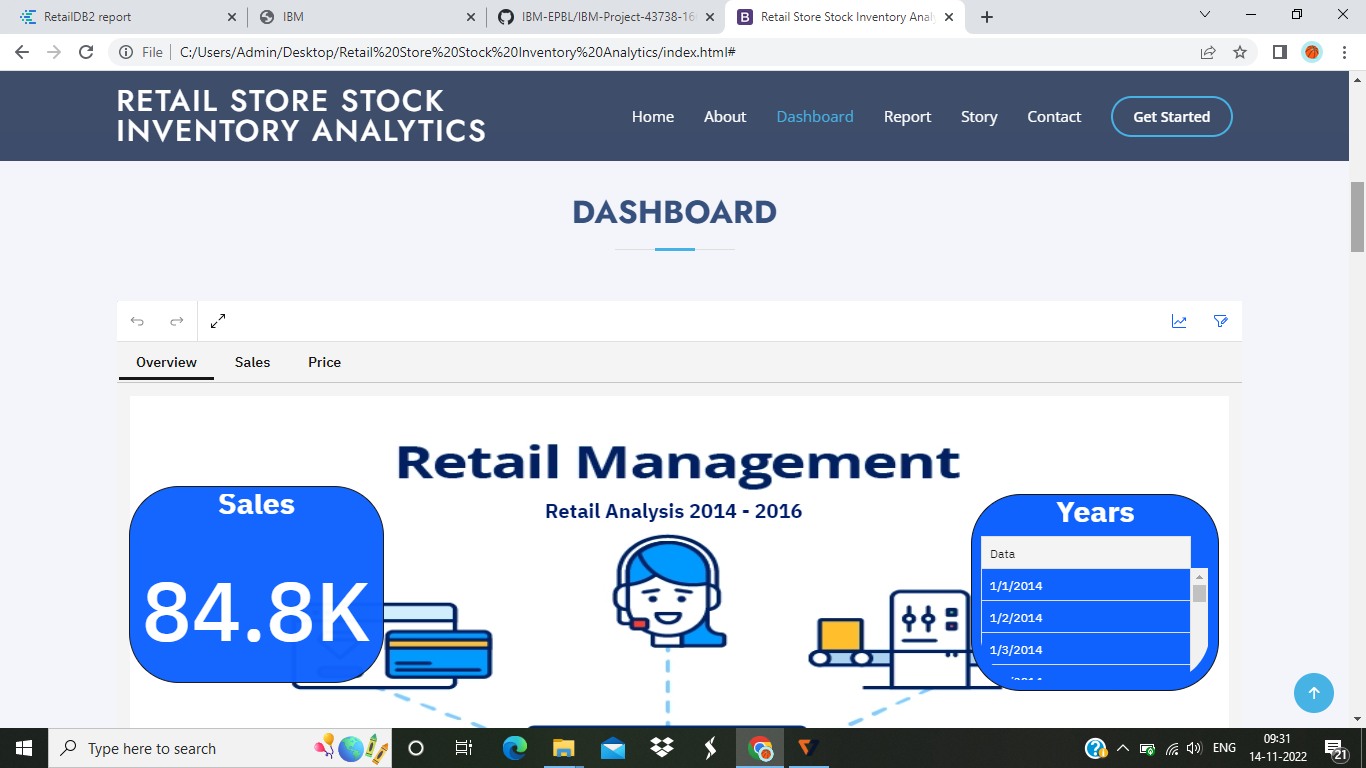 RetailDB2 report
IBM
IBM-EPBL/IBM-Project-43738-16
Retail Store Stock Inventory Anal
File
C:/Users/Admin/Desktop/Retail%20Store%20Stock%20Inventory%20Analytics/index.html#
RETAIL STORE STOCK
INVENTORY ANALYTICS
Home
About
Dashboard
Report
Story
Contact
Get Started
DASHBOARD
Overview
Sales
Price
Retail Management
Retail Analysis 2014 - 2016
Sales
84.8K
Years
Data
1/1/2014
1/2/2014
1/3/2014
Type here to search
ENG
09:31
14-11-2022
21